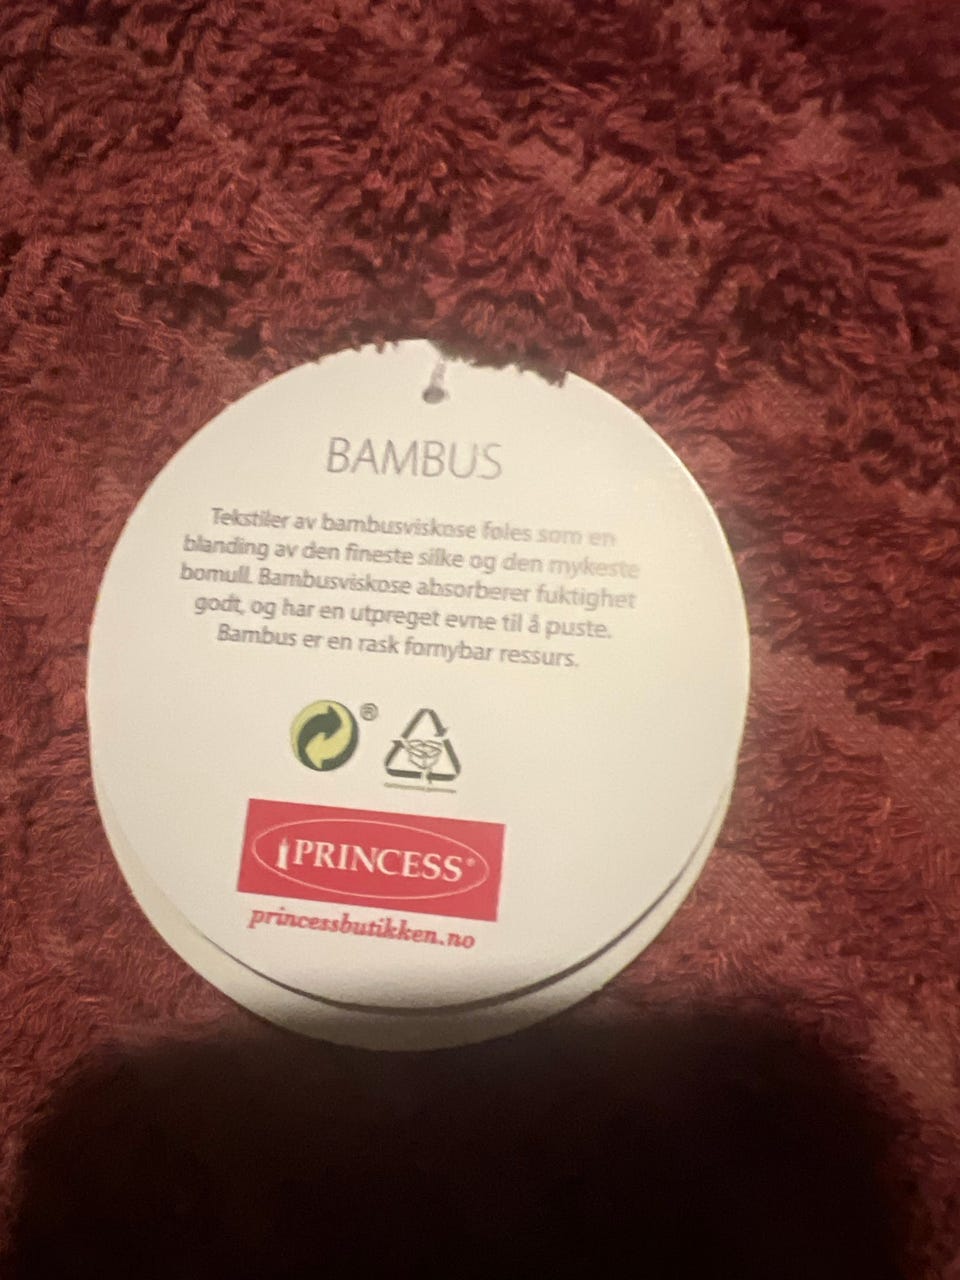 BAMBUS
Tekstiler av bambusviskose føles som en
blanding av den fineste silke og den mykeste
bomull. Bambusviskose absorberer fuktighet
godt, og har en utpreget evne til å puste.
Bambus er en rask fornybar ressurs.
®
PRINCESS®
princessbutikken.no